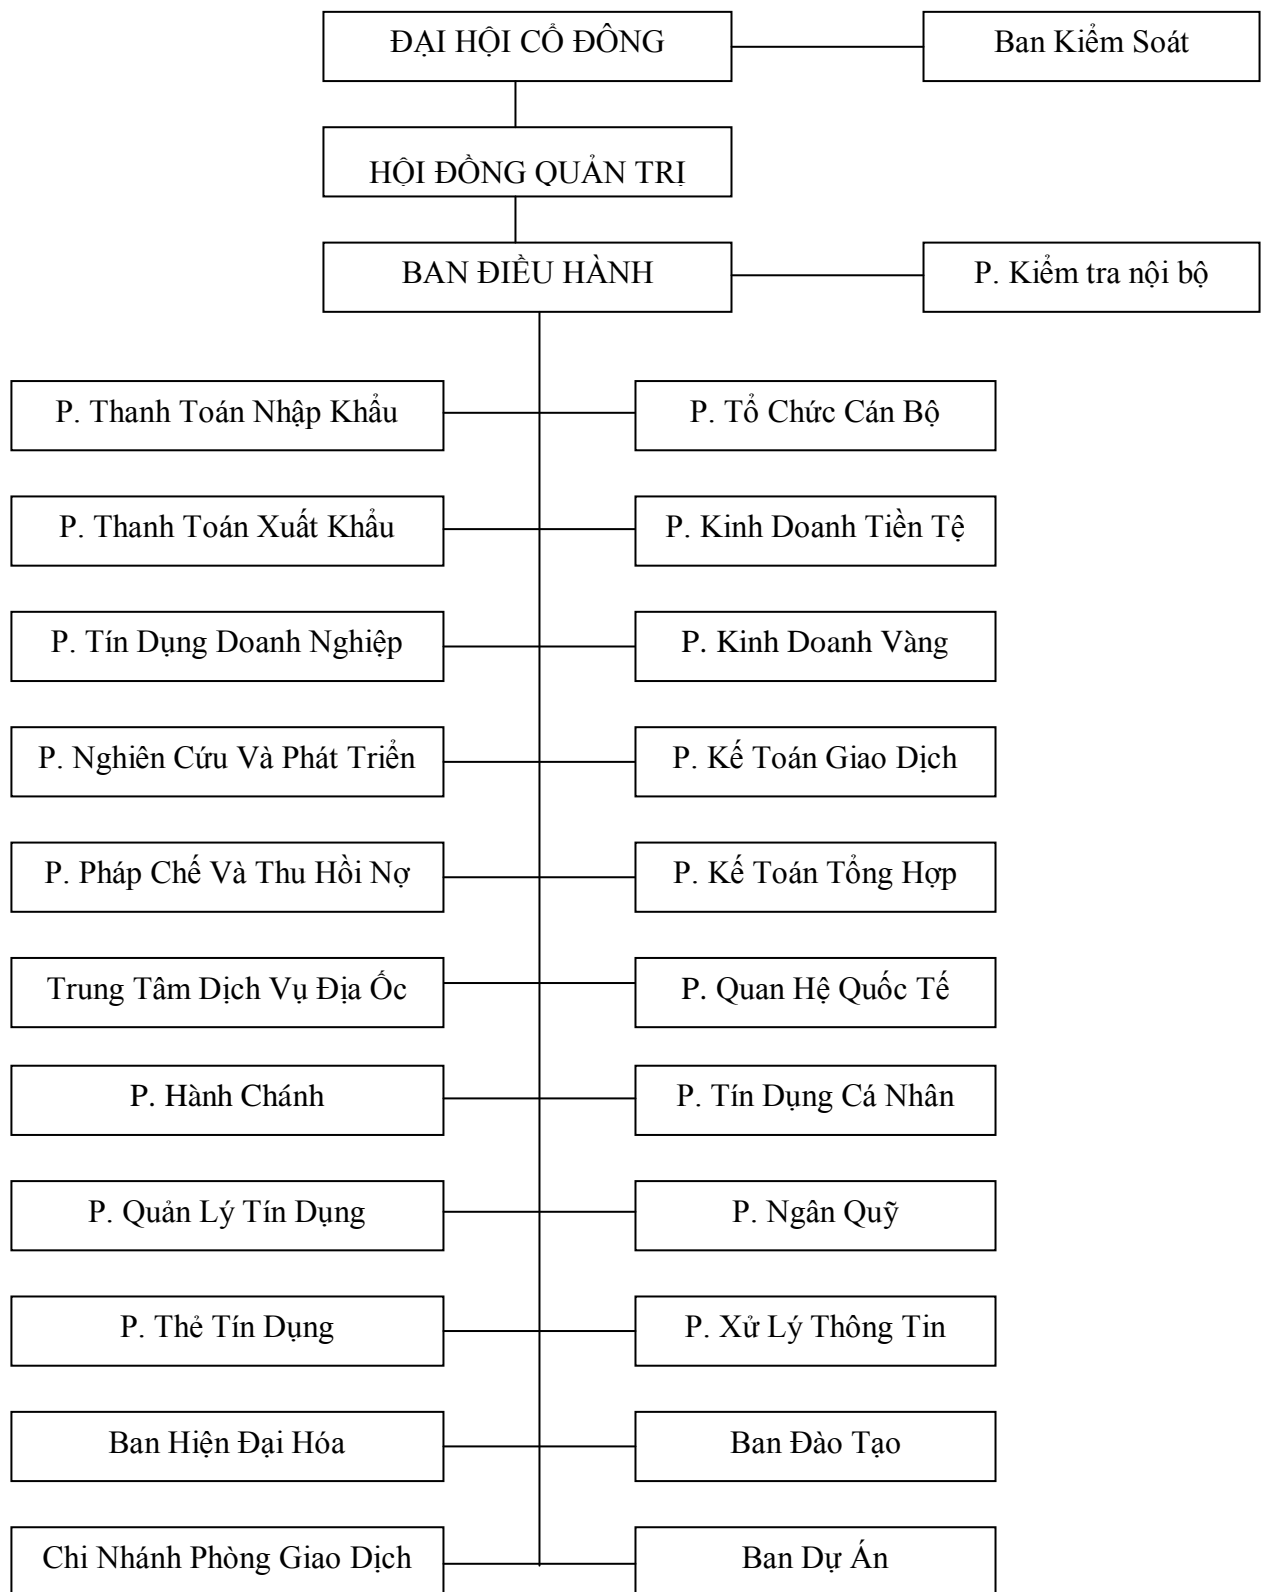 ĐẠI HỘI CỔ ĐÔNG
Ban Kiểm Soát
HỘI ĐỒNG QUẢN TRỊ
BAN ĐIỀU HÀNH
P. Kiểm tra nội bộ
P. Thanh Toán Nhập Khẩu
P. Tổ Chức Cán Bộ
P. Thanh Toán Xuất Khẩu
P. Kinh Doanh Tiền Tệ
P. Tín Dụng Doanh Nghiệp
P. Kinh Doanh Vàng
P. Nghiên Cứu Và Phát Triển
P. Kế Toán Giao Dịch
P. Pháp Chế Và Thu Hồi Nợ
P. Kế Toán Tổng Hợp
Trung Tâm Dịch Vụ Địa Ốc
P. Quan Hệ Quốc Tế
P. Hành Chánh
P. Tín Dụng Cá Nhân
P. Quản Lý Tín Dụng
P. Ngân Quỹ
P. Thẻ Tín Dụng
P. Xử Lý Thông Tin
Ban Hiện Đại Hóa
Ban Đào Tạo
Chi Nhánh Phòng Giao Dịch
Ban Dự Án